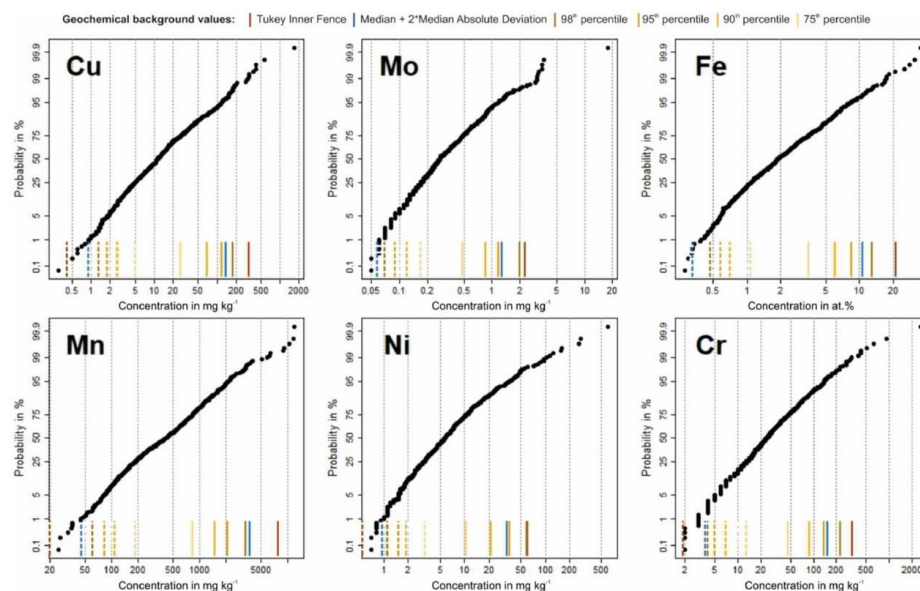 Geochemical background values: Tukey Inner Fence Median + 2*Median Absolute Deviation 98th percentile 95th percentile 90th percentile 75th percentile
Cu
Probability in %
99.9
99
95
75
50
25
5
1
0.1
0.5 1 2 5 10 20 50 200 500 2000
Concentration in mg kg-1
Mo
Probability in %
99.9
99
95
75
50
25
5
1
0.1
0.05 0.1 0.2 0.5 1 2 5 10 20
Concentration in mg kg-1
Fe
Probability in %
99.9
99
95
75
50
25
5
1
0.1
0.5 1 2 5 10 20
Concentration in at.%
Mn
Probability in %
99.9
99
95
75
50
25
5
1
0.1
20 50 100 200 500 1000 5000
Concentration in mg kg-1
Ni
Probability in %
99.9
99
95
75
50
25
5
1
0.1
1 2 5 10 20 50 100 200 500
Concentration in mg kg-1
Cr
Probability in %
99.9
99
95
75
50
25
5
1
0.1
2 5 10 20 50 100 200 500 2000
Concentration in mg kg-1